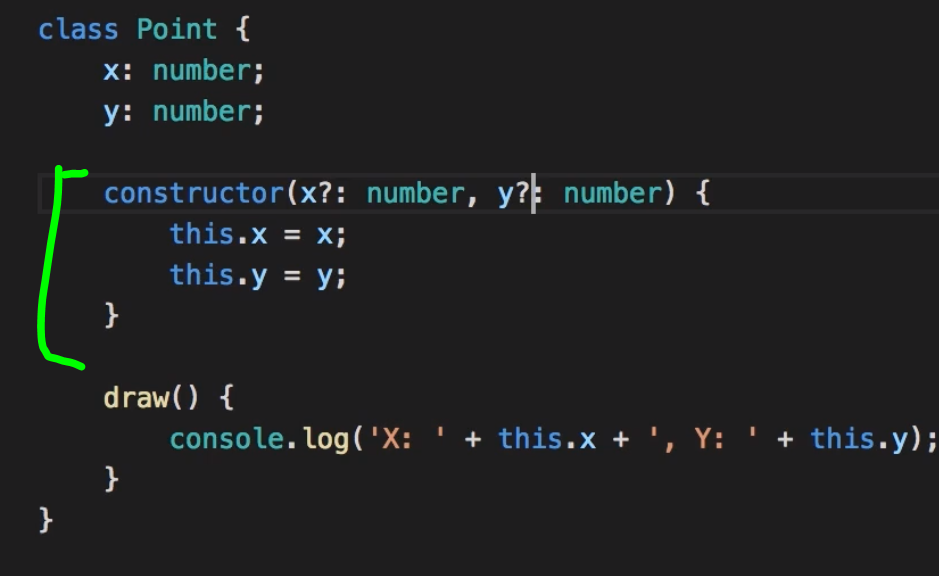 class Point {
    x: number;
    y: number;
    constructor(x?: number, y?: number) {
        this.x = x;
        this.y = y;
    }
    draw() {
        console.log('X: ' + this.x + ', Y: ' + this.y);
    }
}